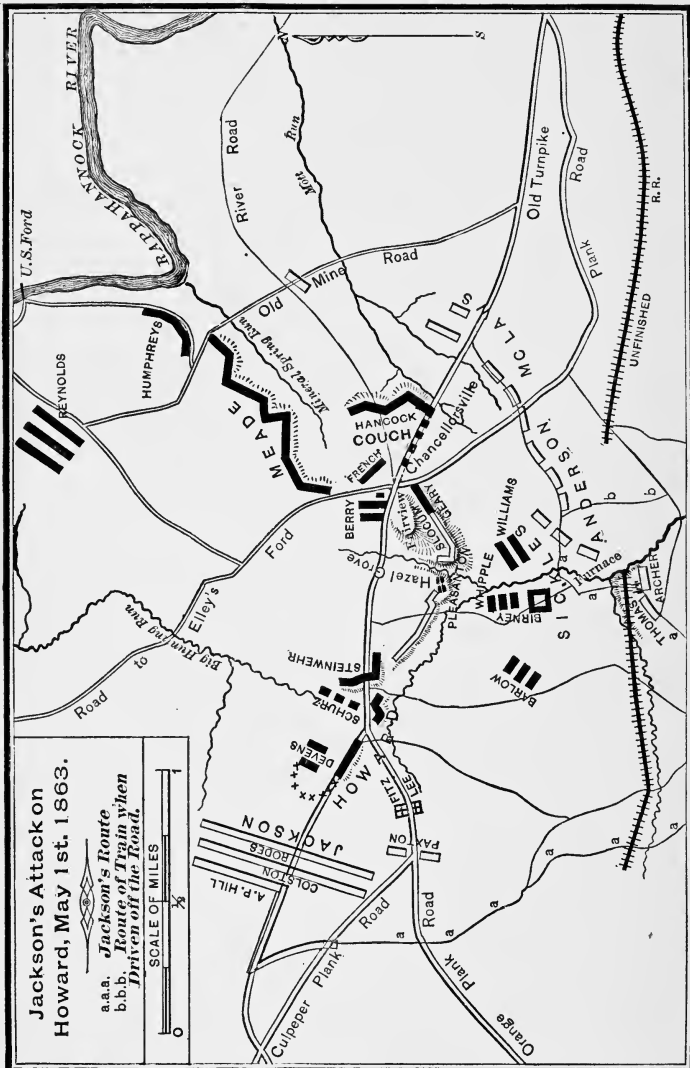 Jackson's Attack on
Howard, May 1st. 1863.
a.a.a. Jackson's Route
b.b.b. Route of Train when
Driven off the Road.
SCALE OF MILES
0
1/2
1
U.S.Ford
RAPPAHANNOCK RIVER
N
S
River Road
Mott Run
REYNOLDS
HUMPHREYS
Old Mine Road
Mineral Spring Run
MEADE
Old Turnpike
Plank Road
UNFINISHED R.R.
HANCOCK
COUCH
FRENCH
Chancellorsville
MCLAWS
BERRY
Fairview
SLOCUM
GEARY
Road to Elley's Ford
Big Hunting Run
Hazel Grove
PLEASANTON
WHIPPLE
WILLIAMS
BIRNEY
SICKLES
ANDERSON
b
b
a
a
a
Furnace
THOMAS
ARCHER
STEINWEHR
SCHURZ
BARLOW
DEVENS
HOWARD
FITZ LEE
JACKSON
RODES
COLSTON
A.P. HILL
PAXTON
Culpeper Plank Road
Orange Plank Road
a
a
a
a
a